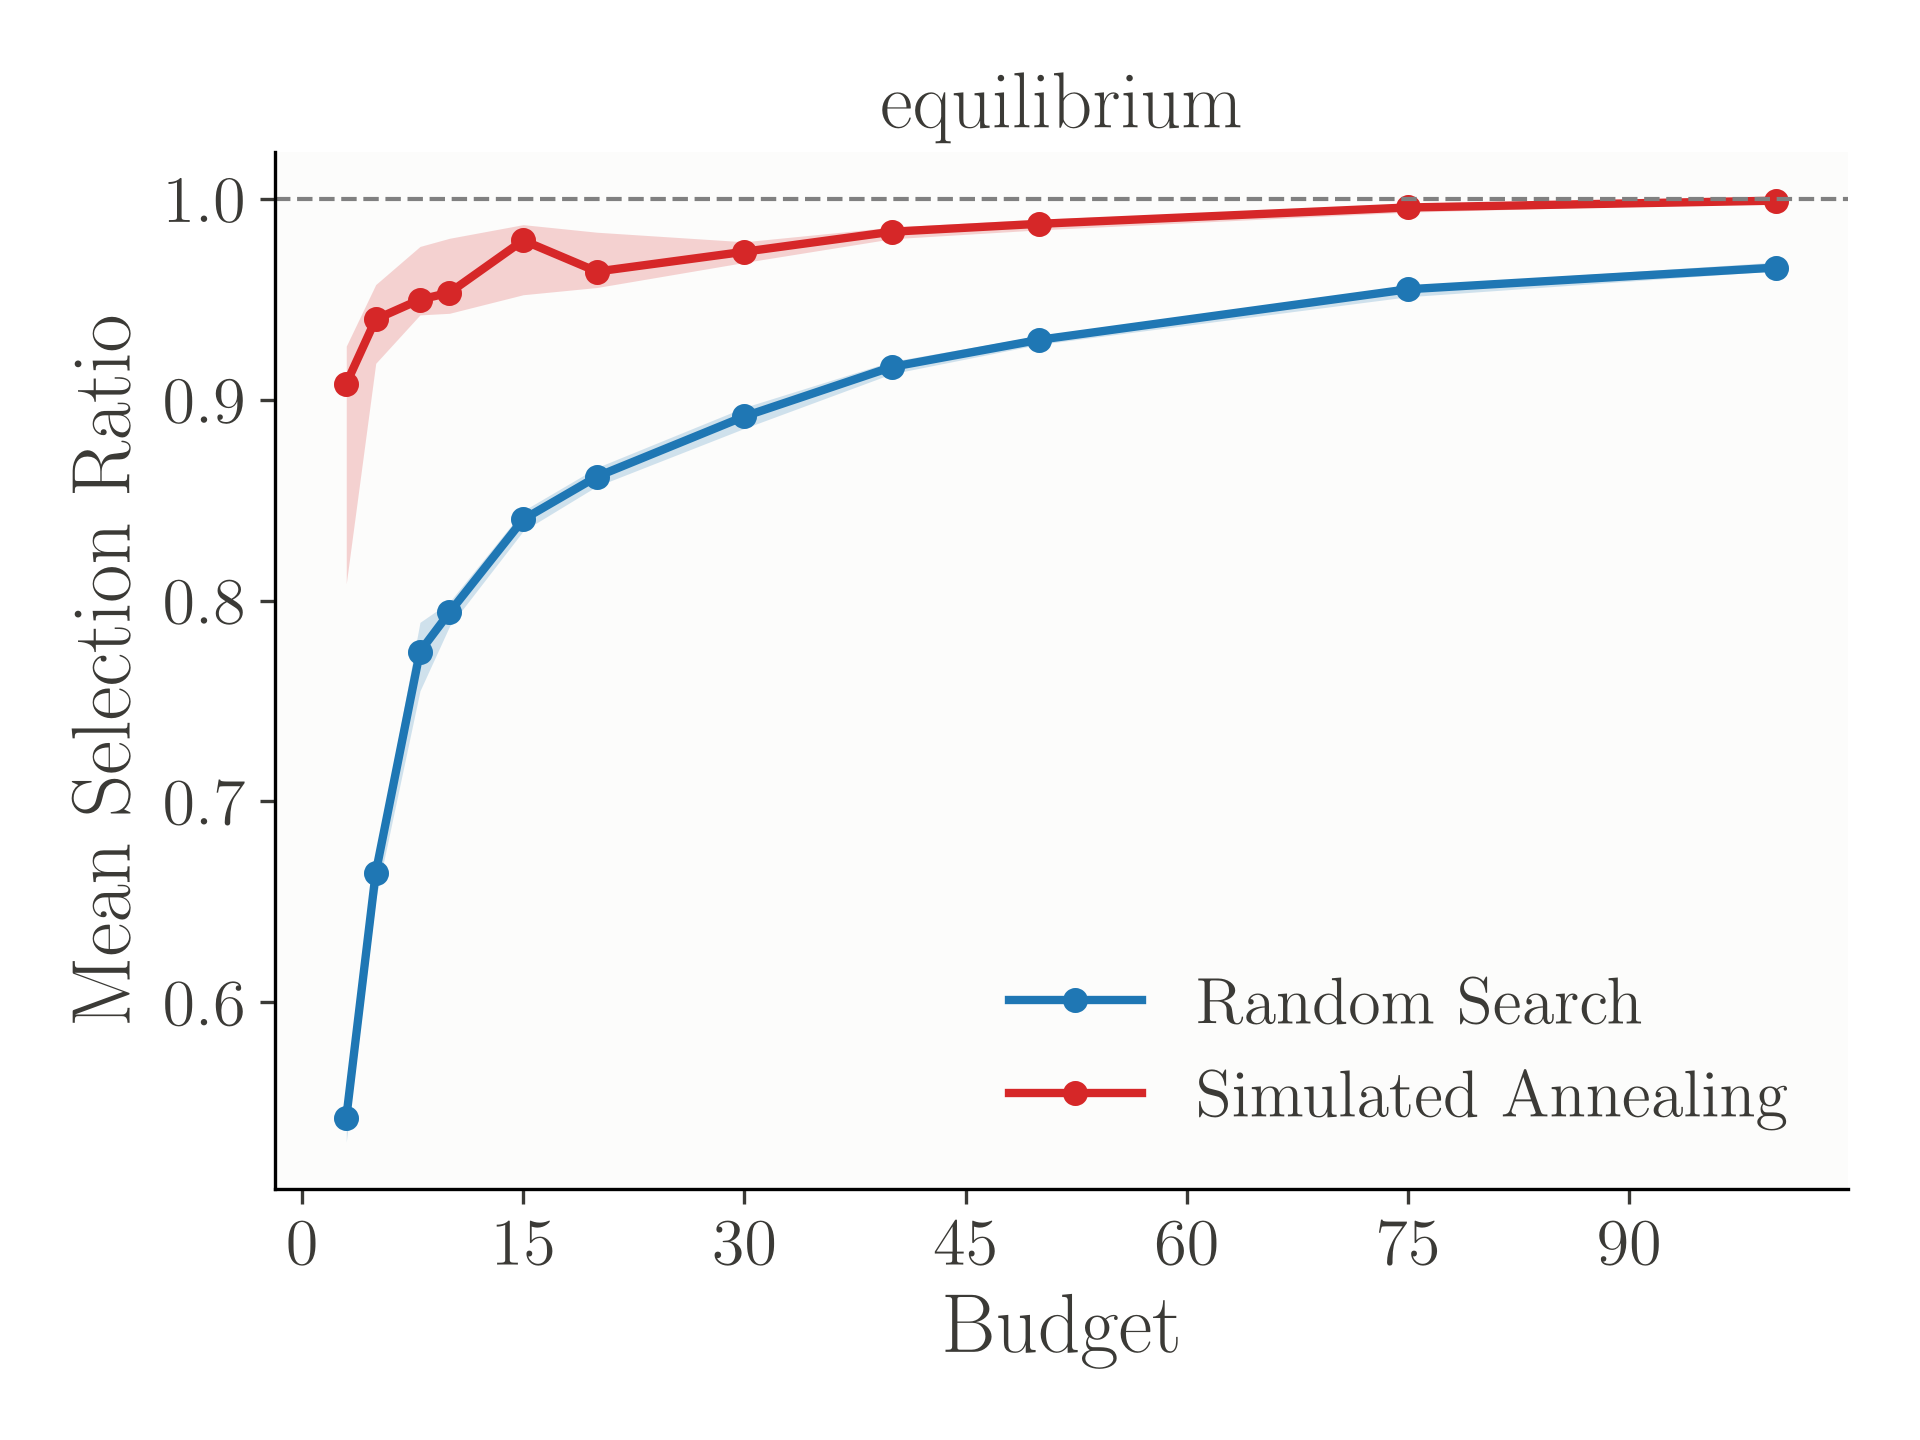 equilibrium
Mean Selection Ratio
1.0
0.9
0.8
0.7
0.6
Random Search
Simulated Annealing
0 15 30 45 60 75 90
Budget